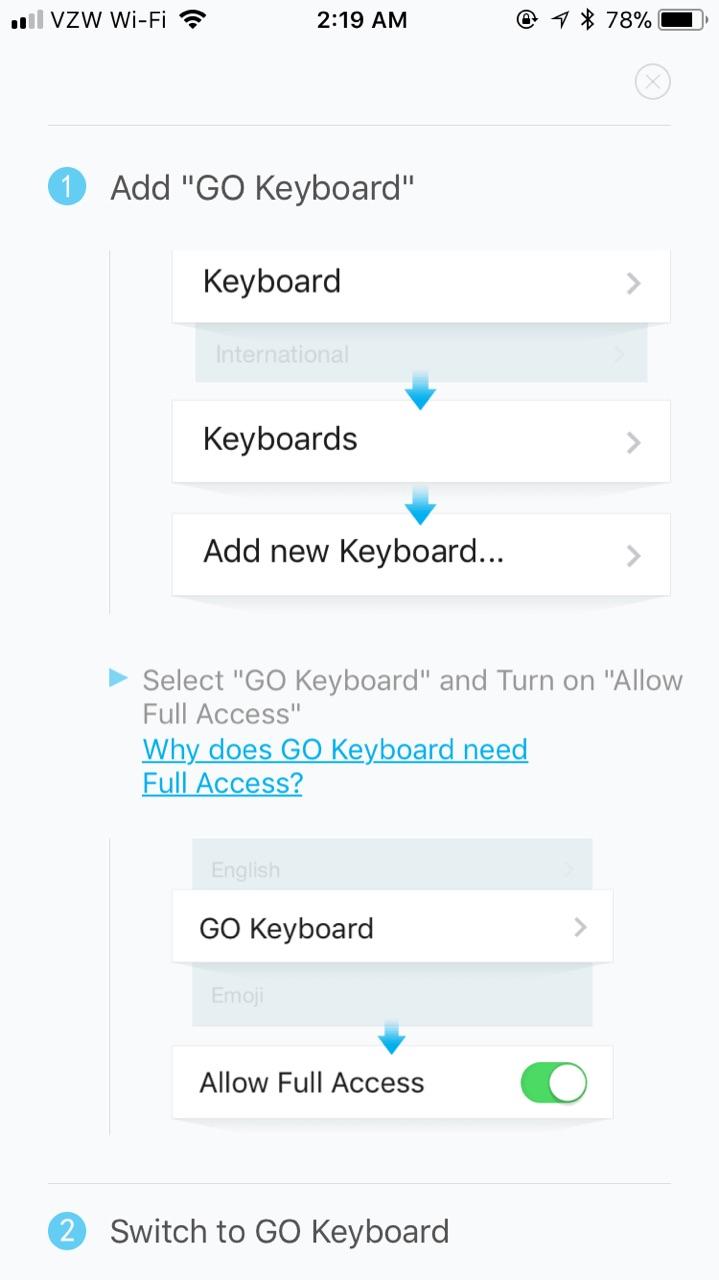 VZW Wi-Fi 2:19 AM 78%
1 Add "GO Keyboard"
Keyboard
International
Keyboards
Add new Keyboard...
Select "GO Keyboard" and Turn on "Allow
Full Access"
Why does GO Keyboard need
Full Access?
English
GO Keyboard
Emoji
Allow Full Access
2 Switch to GO Keyboard